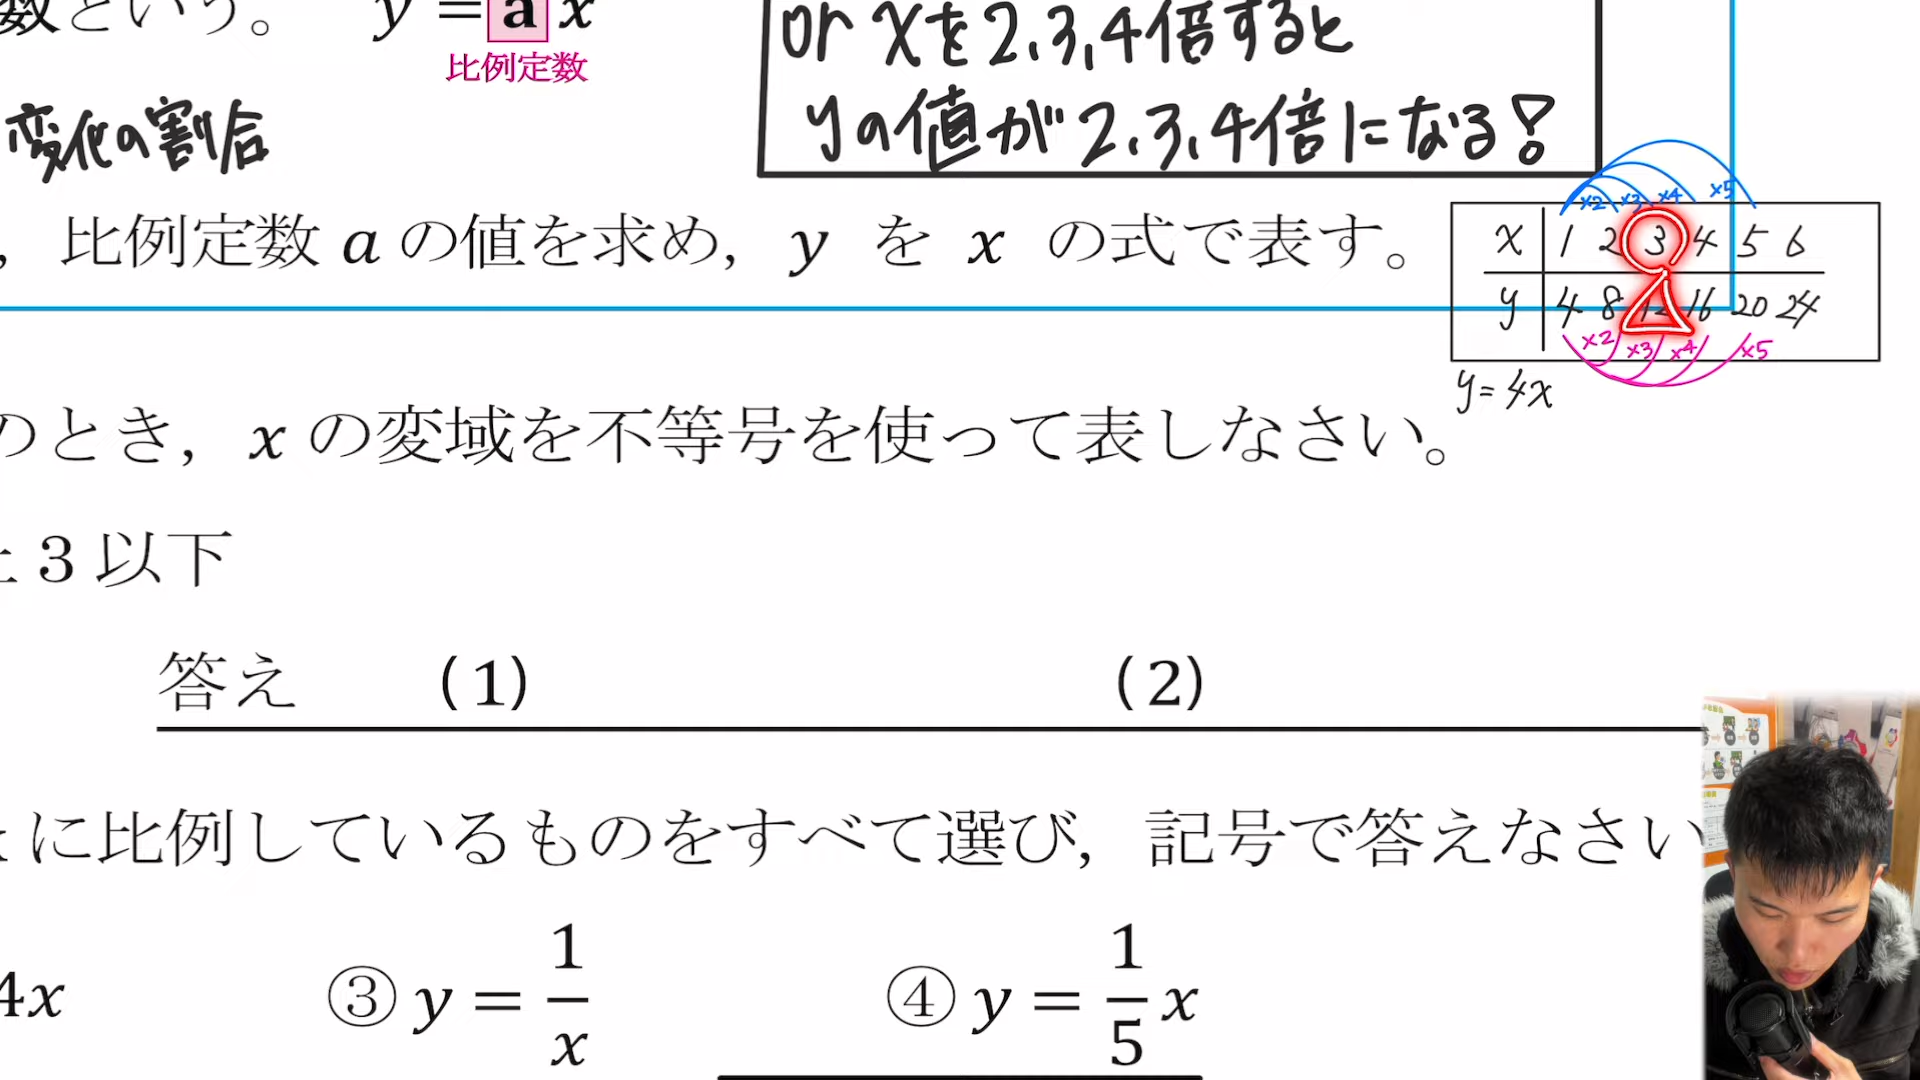 数という。 y=ax
比例定数
変化の割合
or xを2、3、4倍すると
yの値が2、3、4倍になる!
, 比例定数 a の値を求め, y を x の式で表す。
×2 ×3 ×4 ×5
x 1 2 3 4 5 6
y 4 8 12 16 20 24
×2 ×3 ×4 ×5
y=4x
のとき, x の変域を不等号を使って表しなさい。
3以下
答え (1) (2)
に比例しているものをすべて選び, 記号で答えなさい
4x ③ y = 1/x ④ y = 1/5 x